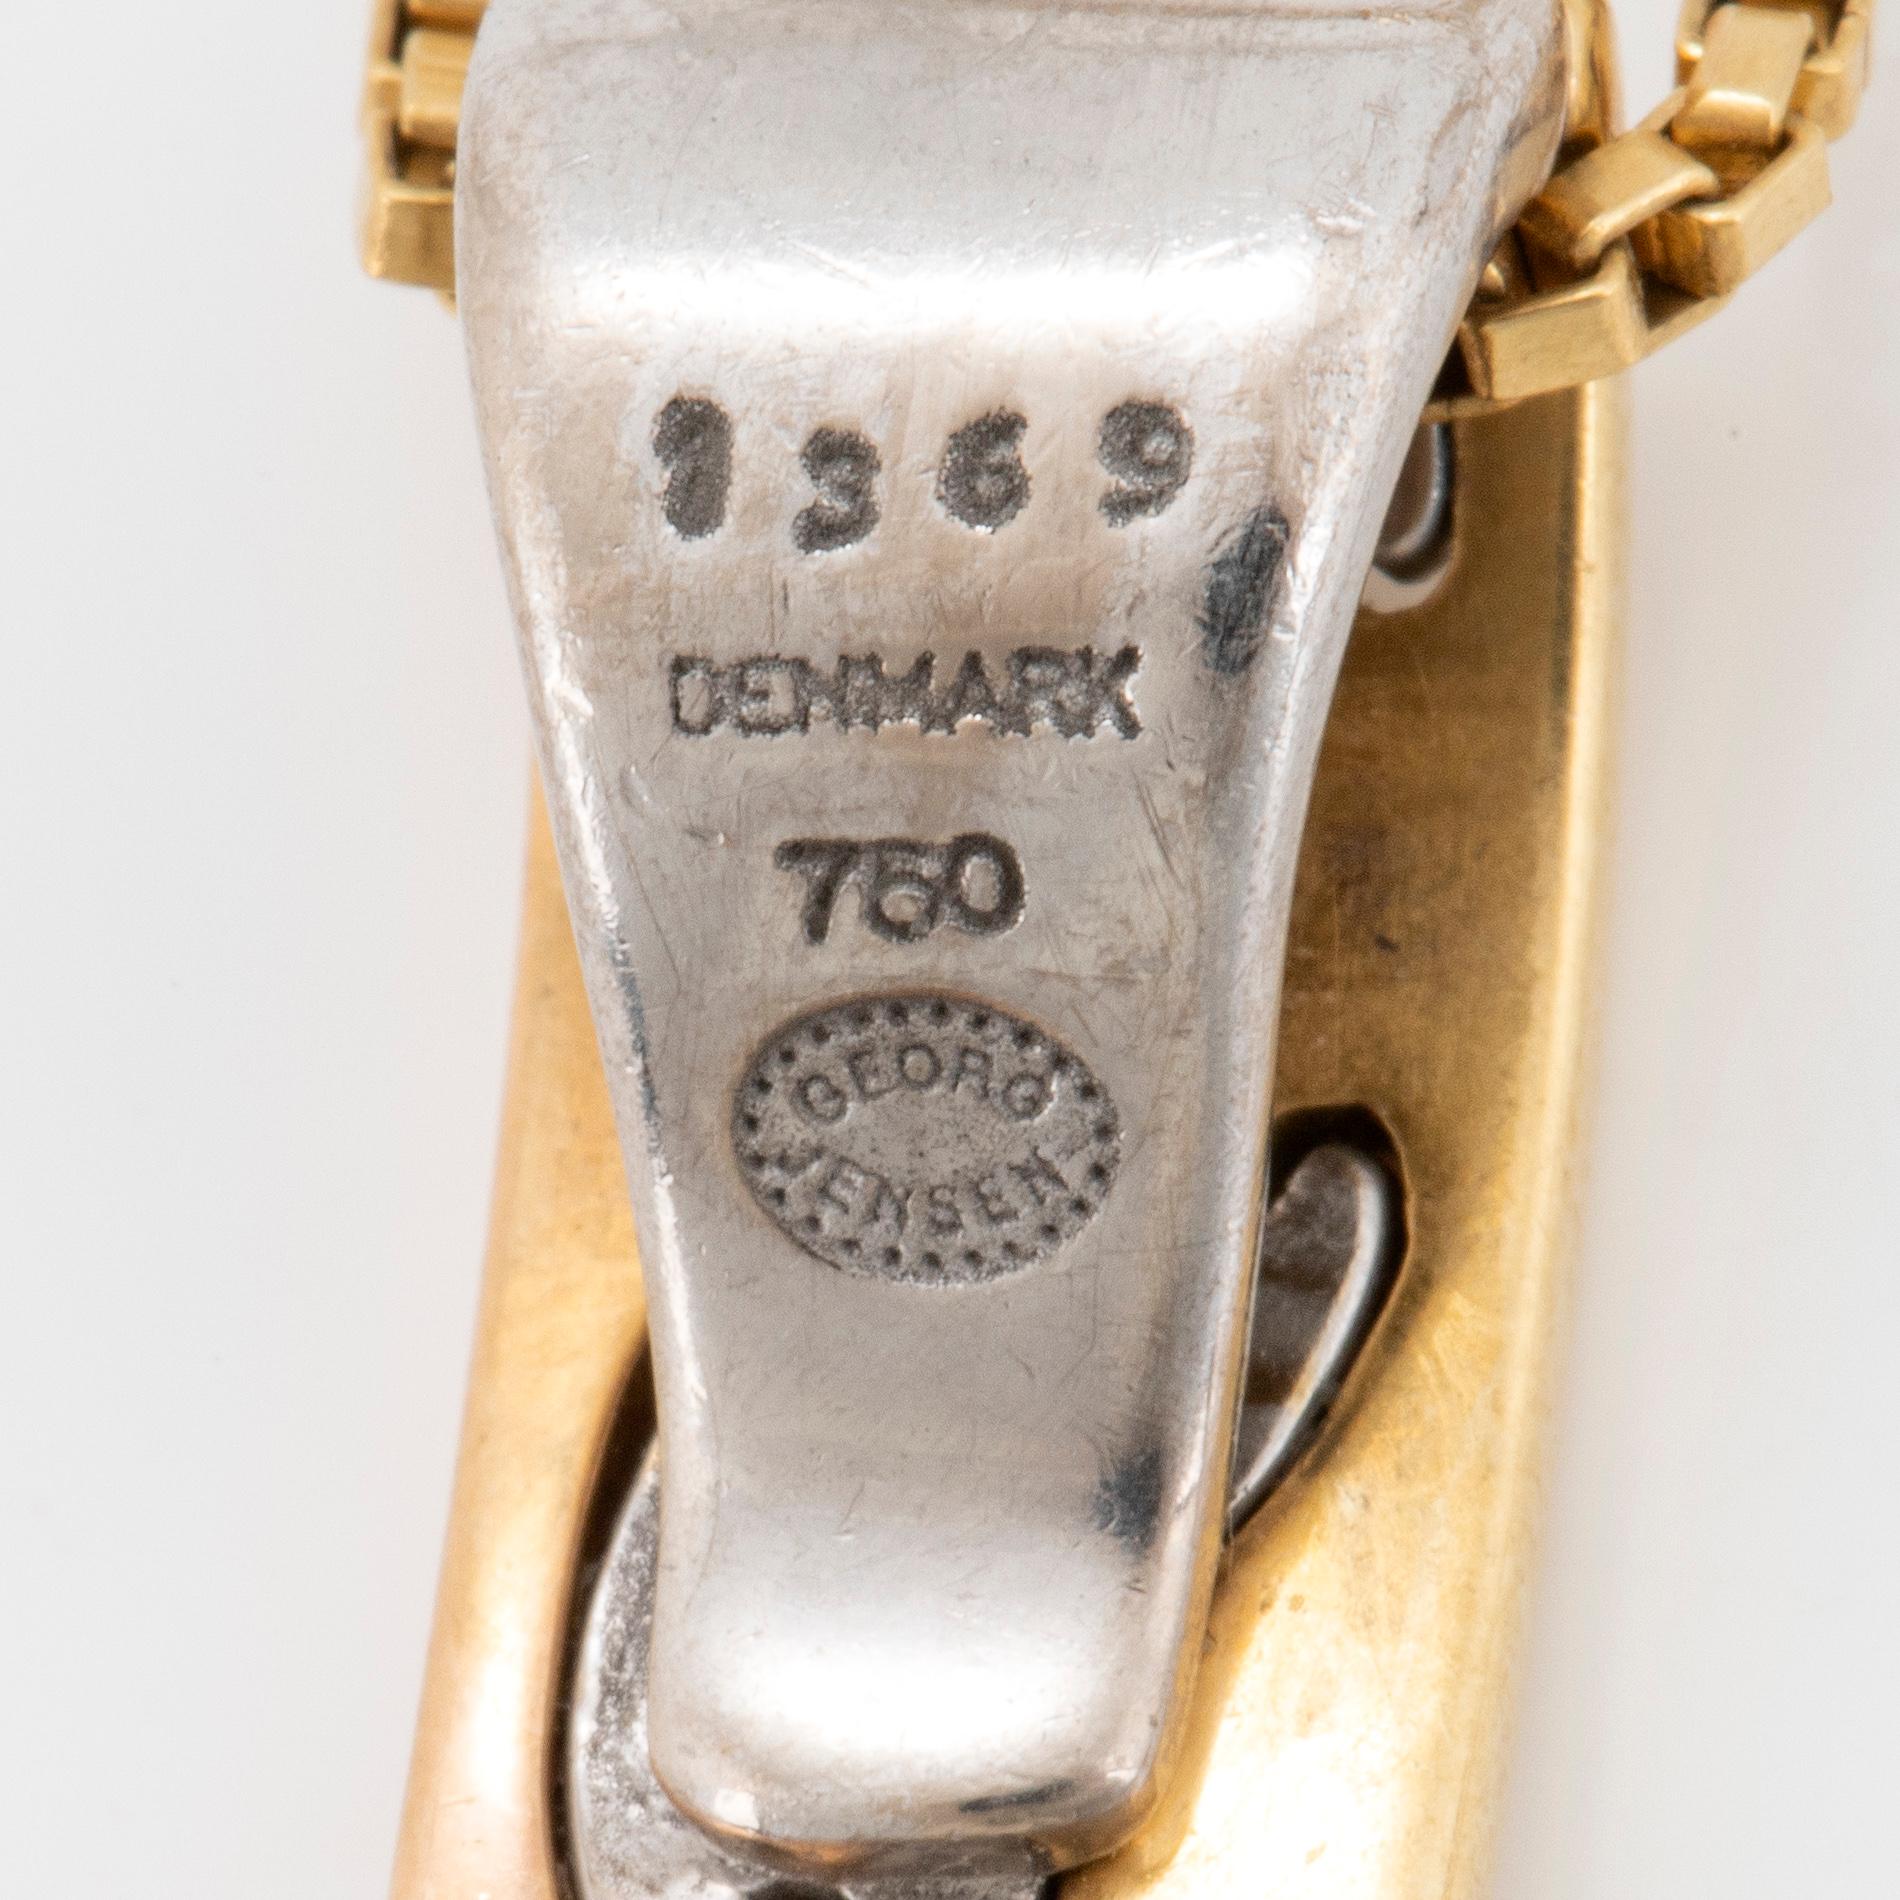 1369
DENMARK
750
GEORG
JENSEN